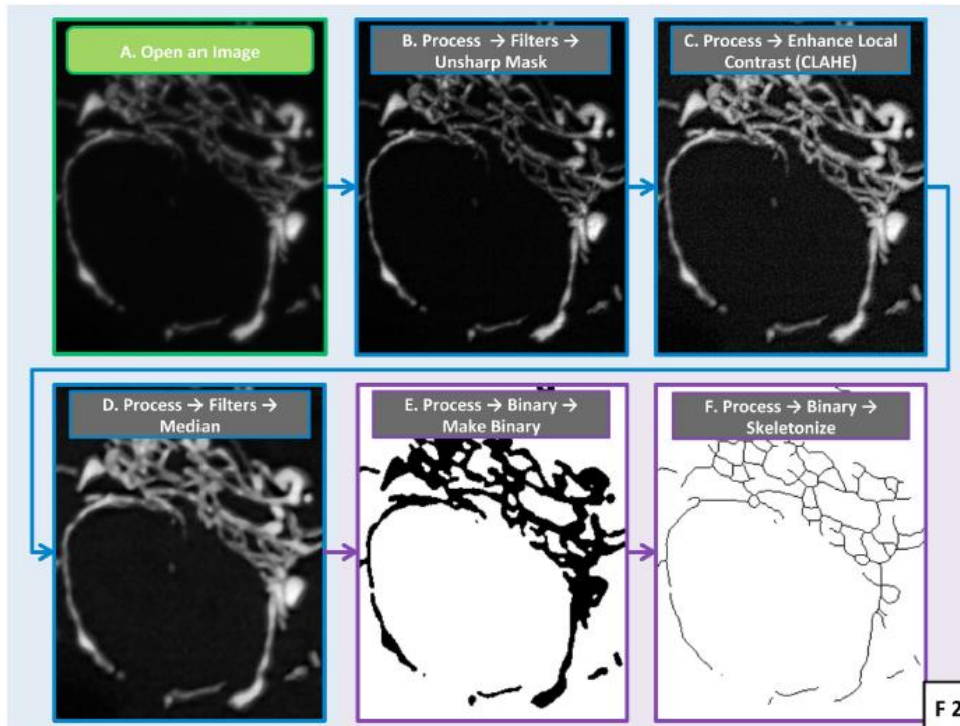 A. Open an Image
B. Process → Filters →
Unsharp Mask
C. Process → Enhance Local
Contrast (CLAHE)
D. Process → Filters →
Median
E. Process → Binary →
Make Binary
F. Process → Binary →
Skeletonize
F 2